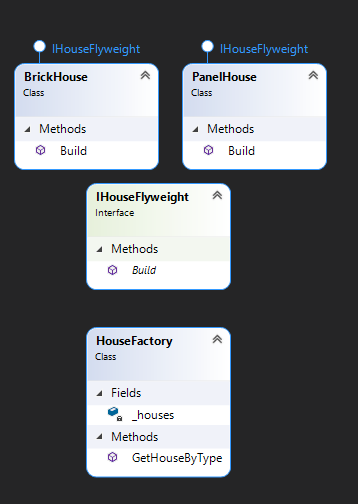 IHouseFlyweight
IHouseFlyweight
BrickHouse
Class
Methods
Build
PanelHouse
Class
Methods
Build
IHouseFlyweight
Interface
Methods
Build
HouseFactory
Class
Fields
_houses
Methods
GetHouseByType